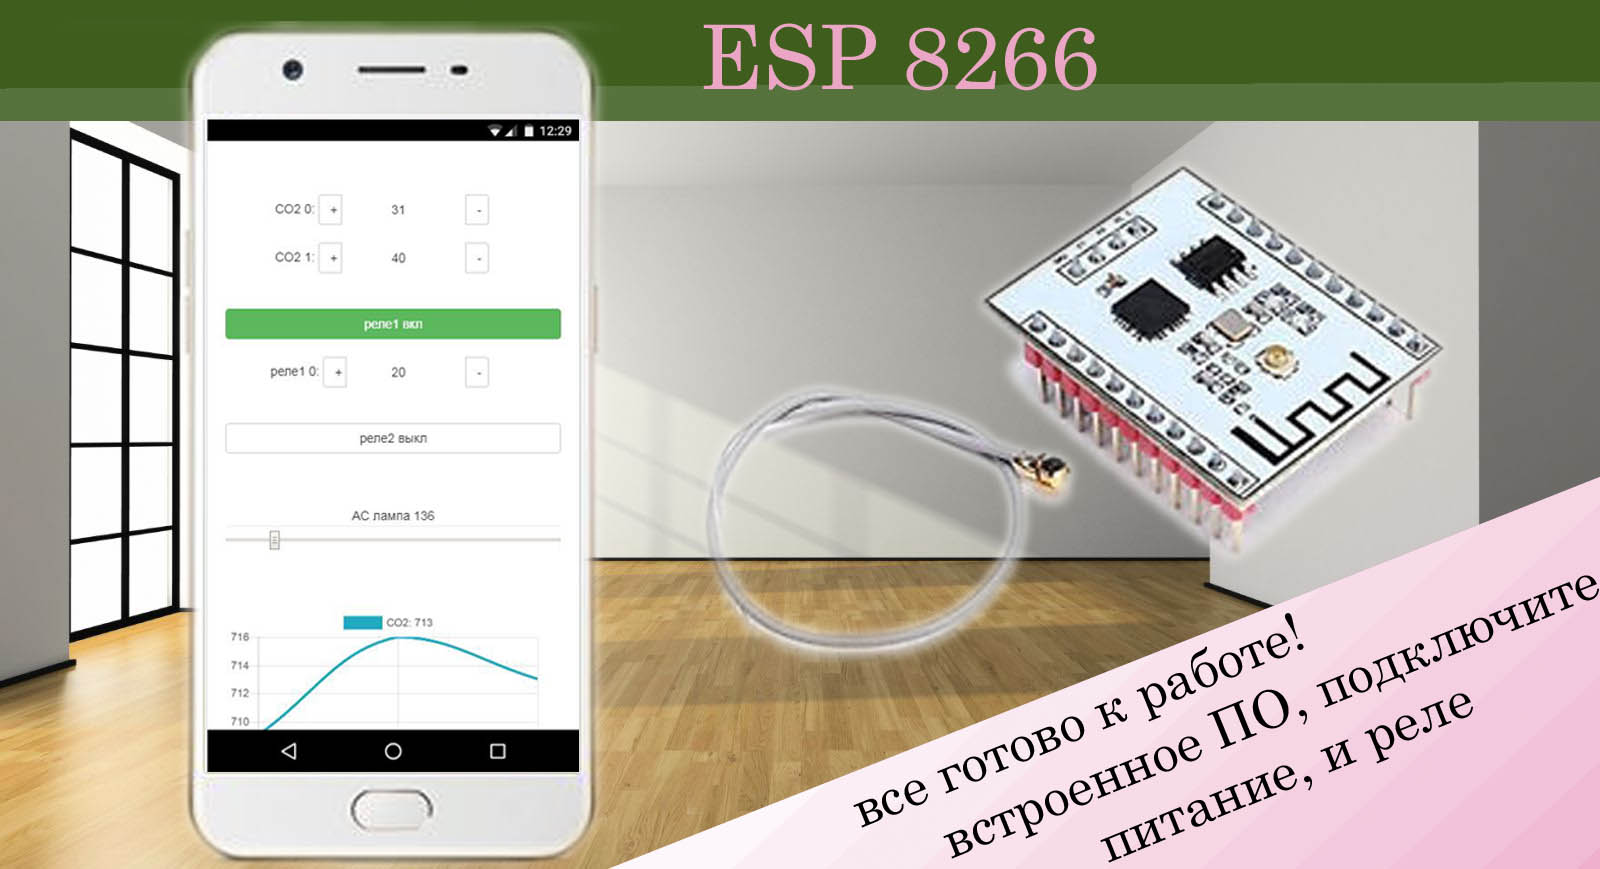 ESP 8266
12:29
CO2 0: + 31 -
CO2 1: + 40 -
реле1 вкл
реле1 0: + 20 -
реле2 выкл
AC лампа 136
CO2: 713
716
714
712
710
все готово к работе!
встроенное ПО, подключите
питание, и реле